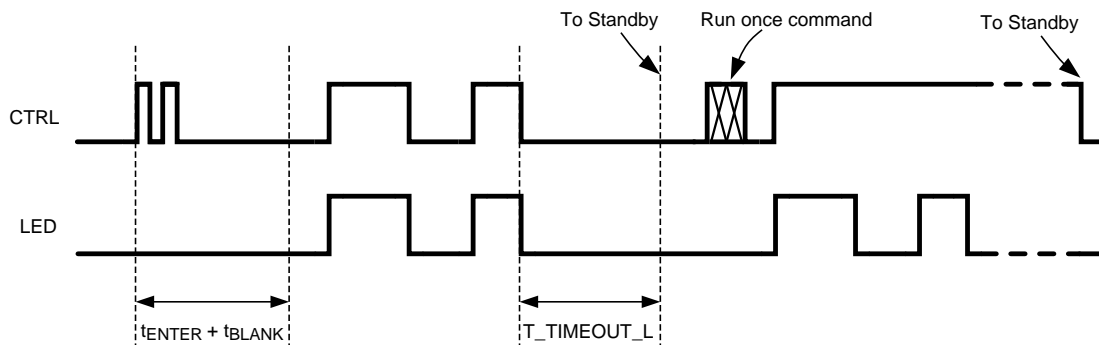 To Standby
Run once command
To Standby
CTRL
LED
tENTER + tBLANK
T_TIMEOUT_L